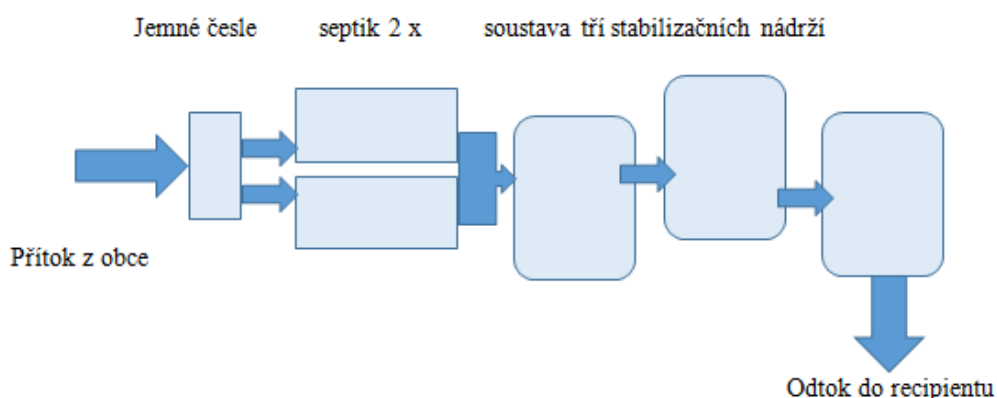 Jemné česle septik 2 x soustava tří stabilizačních nádrží
Přítok z obce
Odtok do recipientu